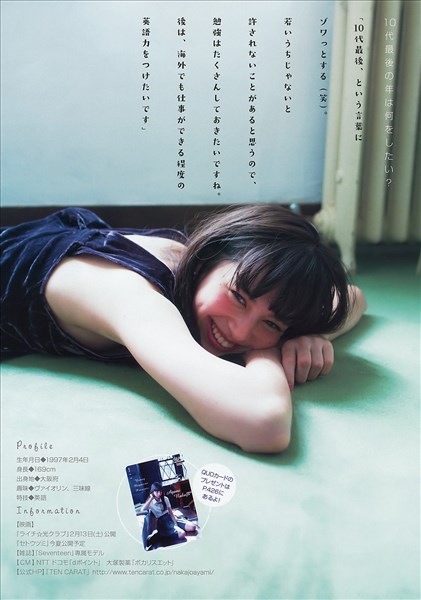 10代最後の年は何をしたい？
「“10代最後、という言葉に
ゾワっとする（笑）。
若いうちじゃないと
許されないことがあると思うので、
勉強はたくさんしておきたいですね。
後は、海外でも仕事ができる程度の
英語力をつけたいです」
Profile
生年月日◆1997年2月4日
身長◆169cm
出身地◆大阪府
趣味◆ヴァイオリン、三味線
特技◆英語
Information
【映画】
『ライチ☆光クラブ』2月13日(土)公開
『セトウツミ』今夏公開予定
【雑誌】「Seventeen」専属モデル
【CM】NTTドコモ「dポイント」 大塚製薬「ポカリスエット」
【公式HP】「TEN CARAT」 http://www.tencarat.co.jp/nakajoayami/
QUOカードの
プレゼントは
P.426に
あるよ!